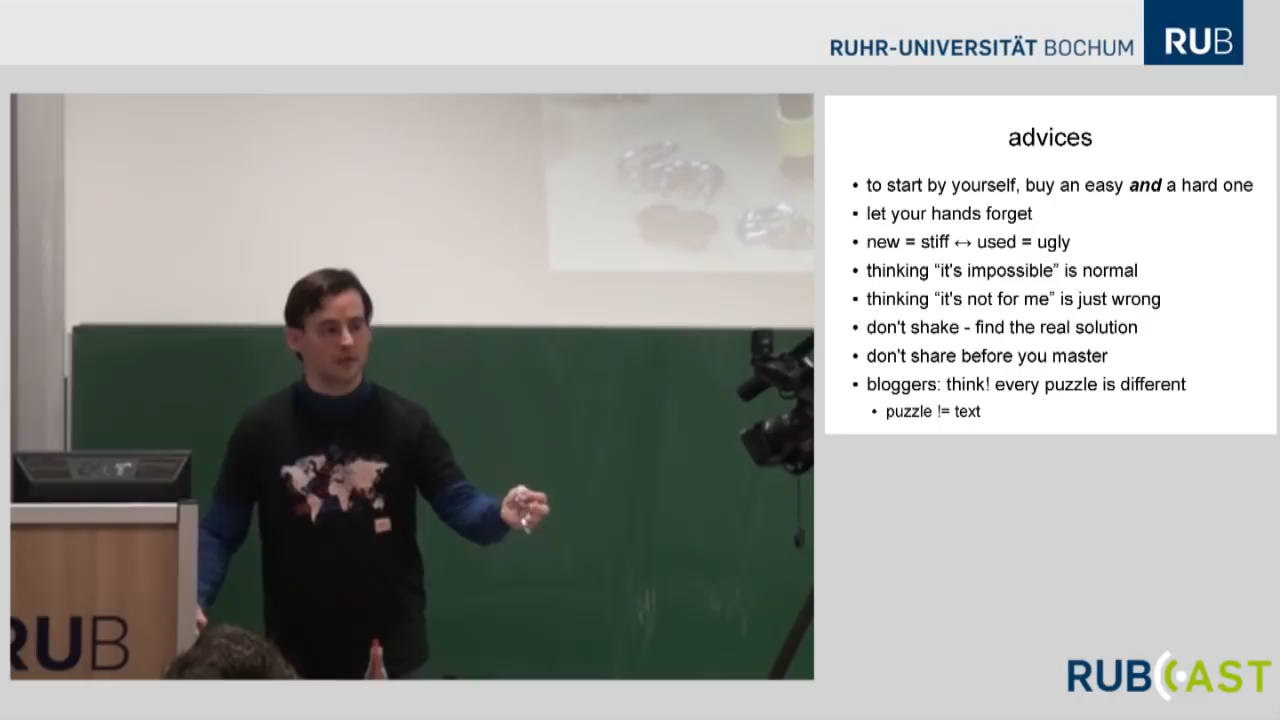 RUHR-UNIVERSITÄT BOCHUM RUB
advices
• to start by yourself, buy an easy and a hard one
• let your hands forget
• new = stiff ↔ used = ugly
• thinking “it's impossible” is normal
• thinking “it's not for me” is just wrong
• don't shake - find the real solution
• don't share before you master
• bloggers: think! every puzzle is different
• puzzle != text
acer
RUB
RUBCAST